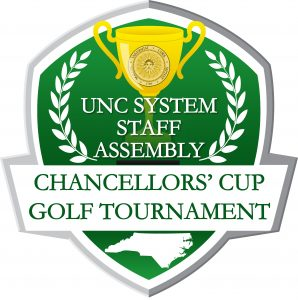 UNC SYSTEM
STAFF
ASSEMBLY
CHANCELLORS' CUP
GOLF TOURNAMENT